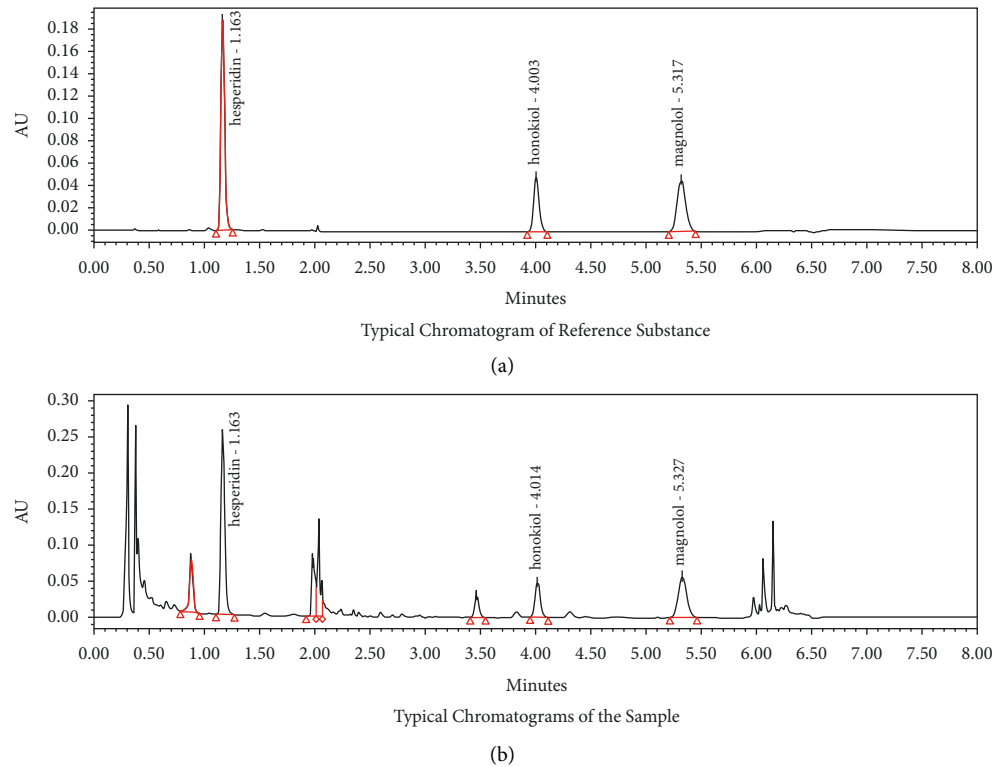 0.18
0.16
0.14
0.12
0.10
0.08
0.06
0.04
0.02
0.00
AU
hesperidin - 1.163
honokiol - 4.003
magnolol - 5.317
0.00 0.50 1.00 1.50 2.00 2.50 3.00 3.50 4.00 4.50 5.00 5.50 6.00 6.50 7.00 7.50 8.00
Minutes
Typical Chromatogram of Reference Substance
(a)
0.30
0.25
0.20
0.15
0.10
0.05
0.00
AU
hesperidin - 1.163
honokiol - 4.014
magnolol - 5.327
0.00 0.50 1.00 1.50 2.00 2.50 3.00 3.50 4.00 4.50 5.00 5.50 6.00 6.50 7.00 7.50 8.00
Minutes
Typical Chromatograms of the Sample
(b)